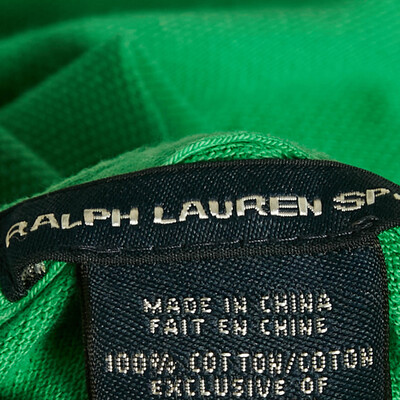 RALPH LAUREN SP
MADE IN CHINA
FAIT EN CHINE
100% COTTON/COTON
EXCLUSIVE OF